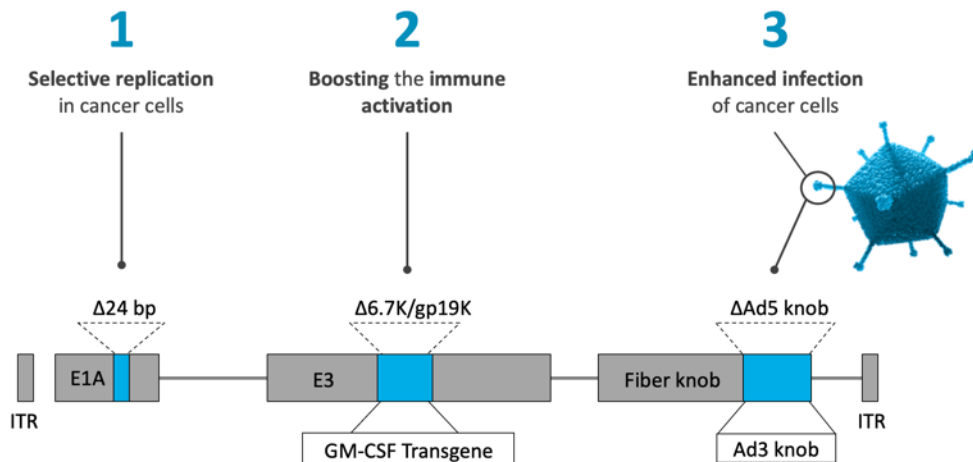 1
Selective replication
in cancer cells
2
Boosting the immune
activation
3
Enhanced infection
of cancer cells
Δ24 bp
Δ6.7K/gp19K
ΔAd5 knob
E1A
E3
Fiber knob
ITR
ITR
GM-CSF Transgene
Ad3 knob